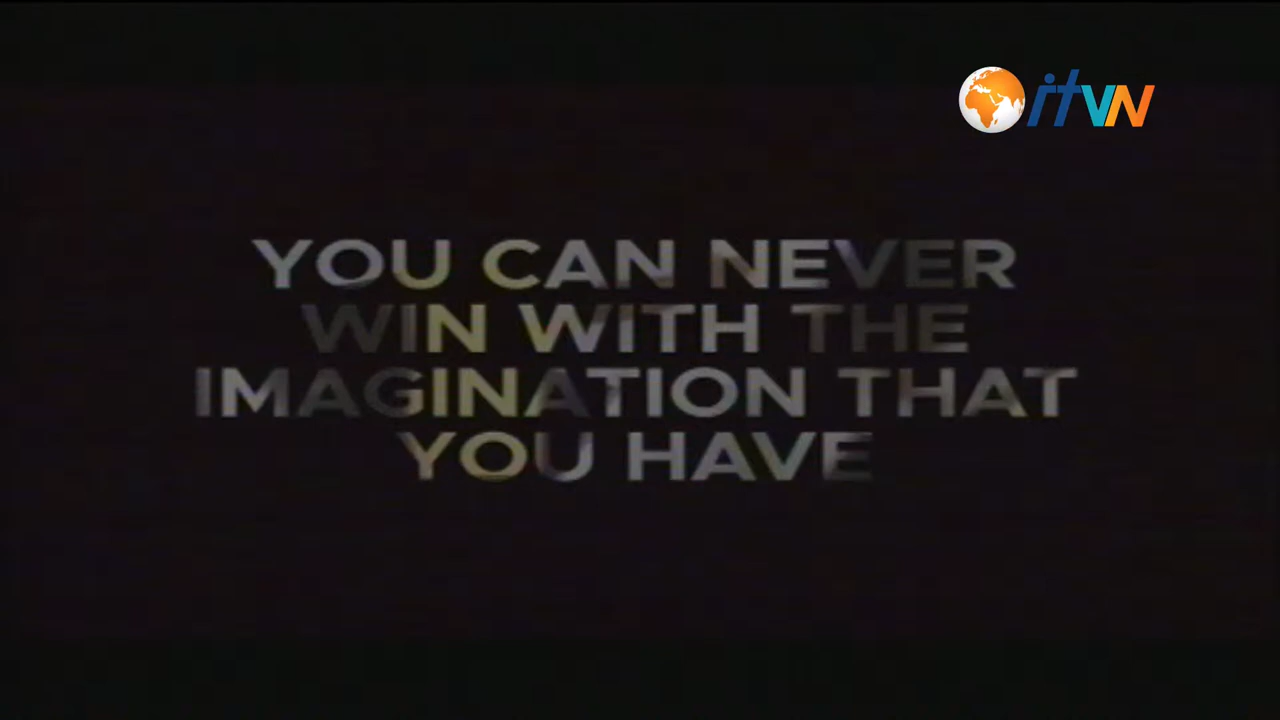 itVN
YOU CAN NEVER
WIN WITH THE
IMAGINATION THAT
YOU HAVE